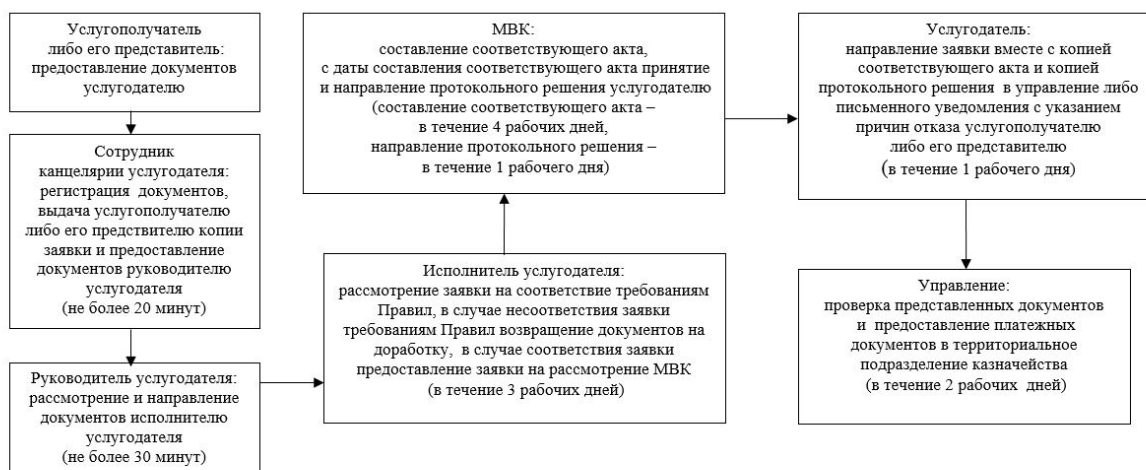 Услугополучатель
либо его представитель:
предоставление документов
услугодателю
Сотрудник
канцелярии услугодателя:
регистрация документов,
выдача услугополучателю
либо его предствителю копии
заявки и предоставление
документов руководителю
услугодателя
(не более 20 минут)
Руководитель услугодателя:
рассмотрение и направление
документов исполнителю
услугодателя
(не более 30 минут)
Исполнитель услугодателя:
рассмотрение заявки на соответствие требованиям
Правил, в случае несоответствия заявки
требованиям Правил возвращение документов на
доработку, в случае соответствия заявки
предоставление заявки на рассмотрение МВК
(в течение 3 рабочих дней)
МВК:
составление соответствующего акта,
с даты составления соответствующего акта принятие
и направление протокольного решения услугодателю
(составление соответствующего акта –
в течение 4 рабочих дней,
направление протокольного решения –
в течение 1 рабочего дня)
Услугодатель:
направление заявки вместе с копией
соответствующего акта и копией
протокольного решения в управление либо
письменного уведомления с указанием
причин отказа услугополучателю
либо его представителю
(в течение 1 рабочего дня)
Управление:
проверка представленных документов
и предоставление платежных
документов в территориальное
подразделение казначейства
(в течение 2 рабочих дней)